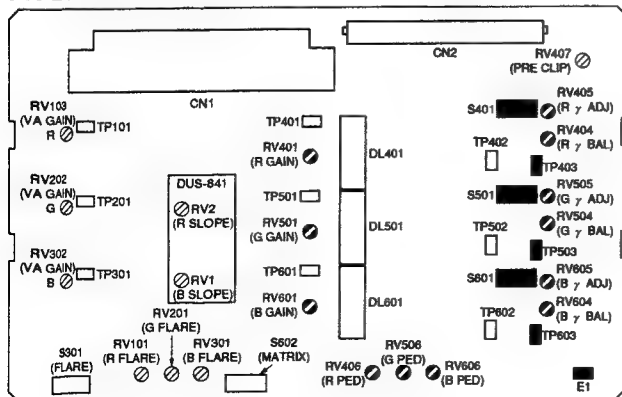 CN1
CN2
RV407
(PRE CLIP)
RV103
(VA GAIN)
R
TP101
TP401
RV401
(R GAIN)
DL401
S401
RV405
(R γ ADJ)
RV404
(R γ BAL)
TP402
TP403
RV202
(VA GAIN)
G
TP201
DUS-841
RV2
(R SLOPE)
TP501
RV501
(G GAIN)
DL501
S501
RV505
(G γ ADJ)
RV504
(G γ BAL)
TP502
TP503
RV302
(VA GAIN)
B
TP301
RV1
(B SLOPE)
TP601
RV601
(B GAIN)
DL601
S601
RV605
(B γ ADJ)
RV604
(B γ BAL)
TP602
TP603
RV201
(G FLARE)
S301
(FLARE)
RV101
(R FLARE)
RV301
(B FLARE)
S602
(MATRIX)
RV406
(R PED)
RV506
(G PED)
RV606
(B PED)
E1